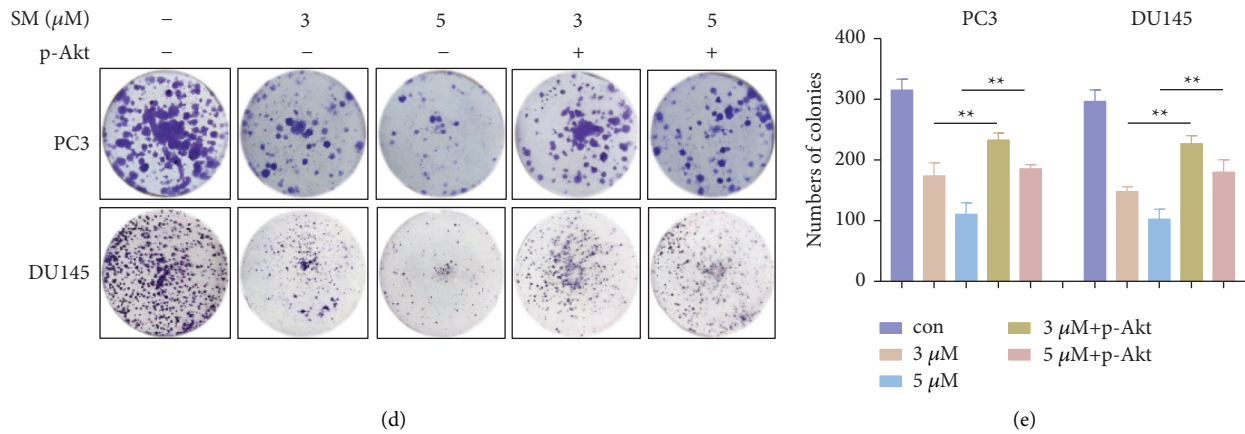 SM (μM) – 3 5 3 5
p-Akt – – – + +
PC3
DU145
(d)
PC3 DU145
Numbers of colonies
400
300
200
100
0
** ** ** **
con
3 μM
5 μM
3 μM+p-Akt
5 μM+p-Akt
(e)